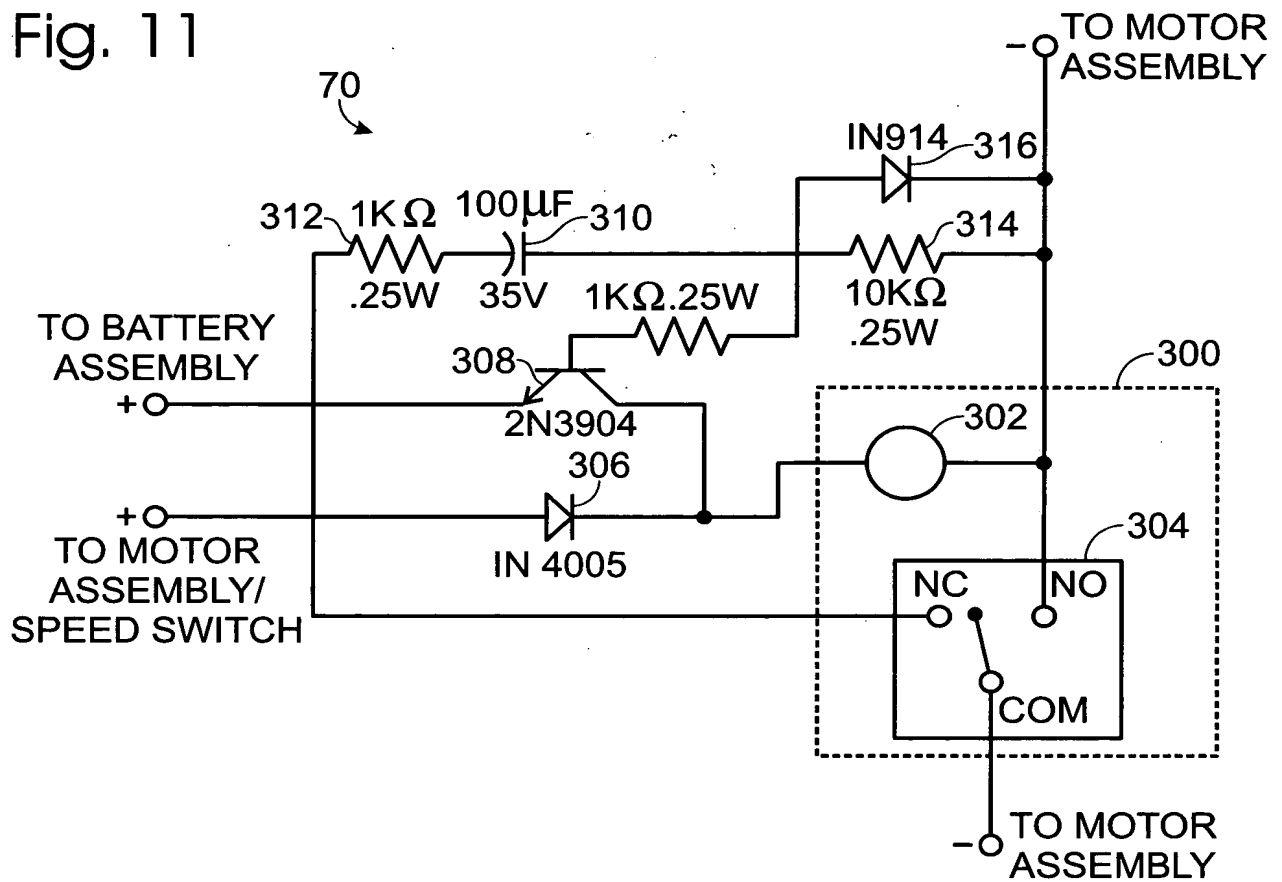 Fig. 11
− TO MOTOR
ASSEMBLY
70
IN914
316
312
1KΩ
100µF
310
314
.25W
35V
1KΩ.25W
10KΩ
.25W
TO BATTERY
ASSEMBLY
+
308
2N3904
300
302
306
+
TO MOTOR
ASSEMBLY/
SPEED SWITCH
IN 4005
304
NC
NO
COM
− TO MOTOR
ASSEMBLY